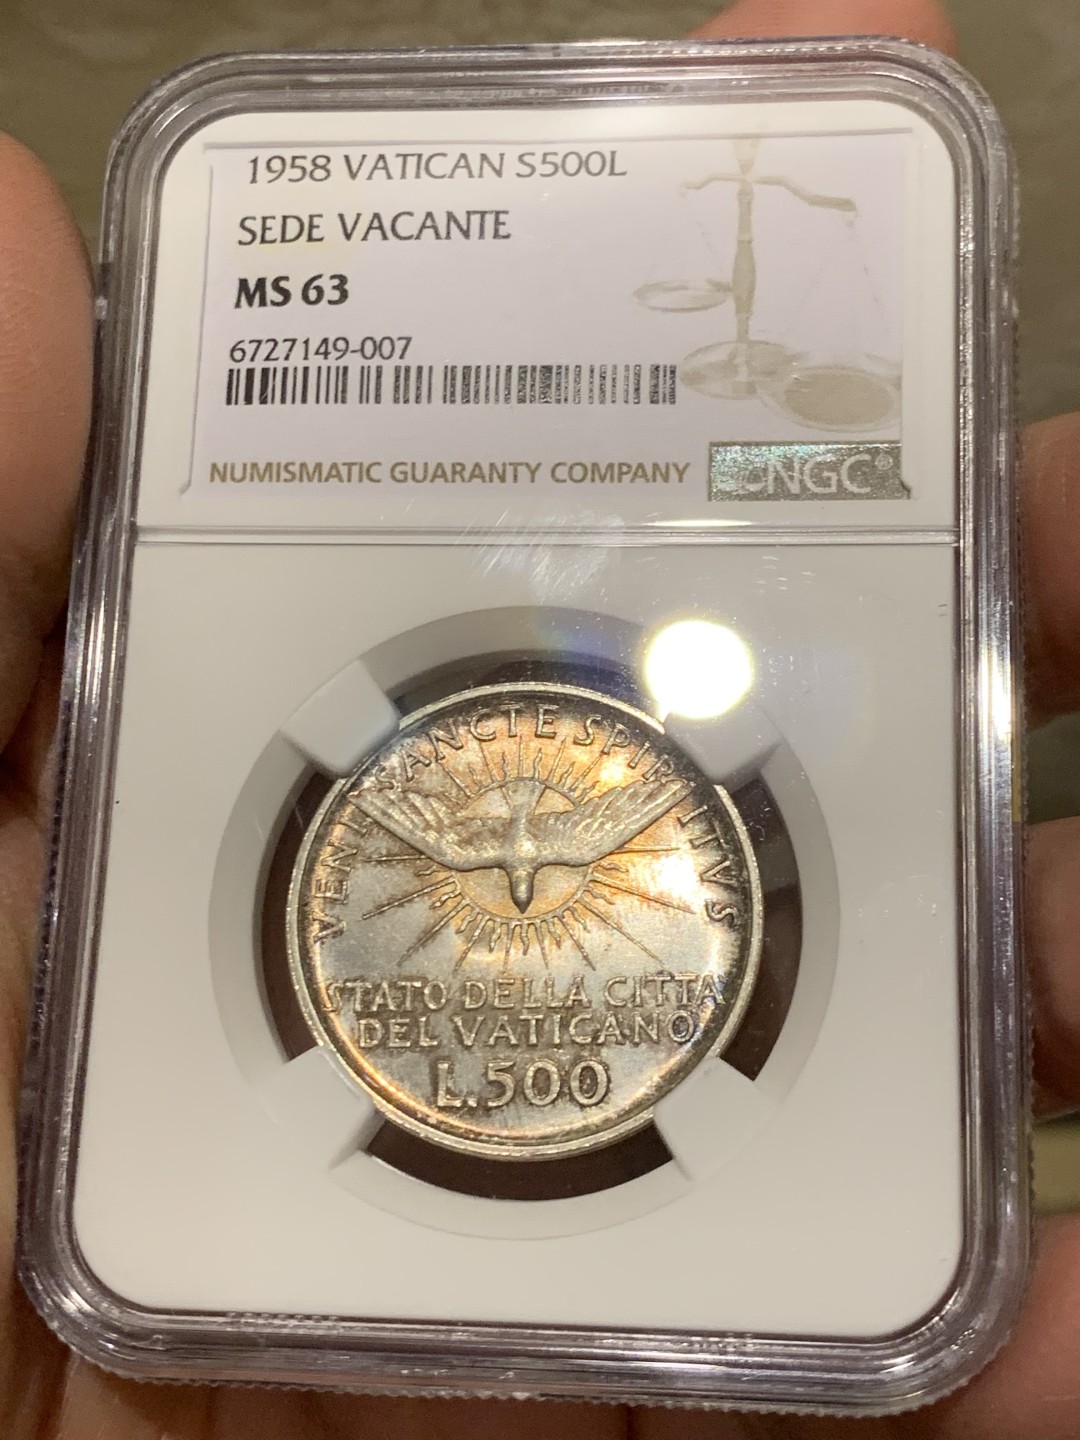 1958 VATICAN S500L
SEDE VACANTE
MS 63
6727149-007
NUMISMATIC GUARANTY COMPANY
NGC®
VENI SANCTE SPIRITVS
STATO DELLA CITTA
DEL VATICANO
L.500